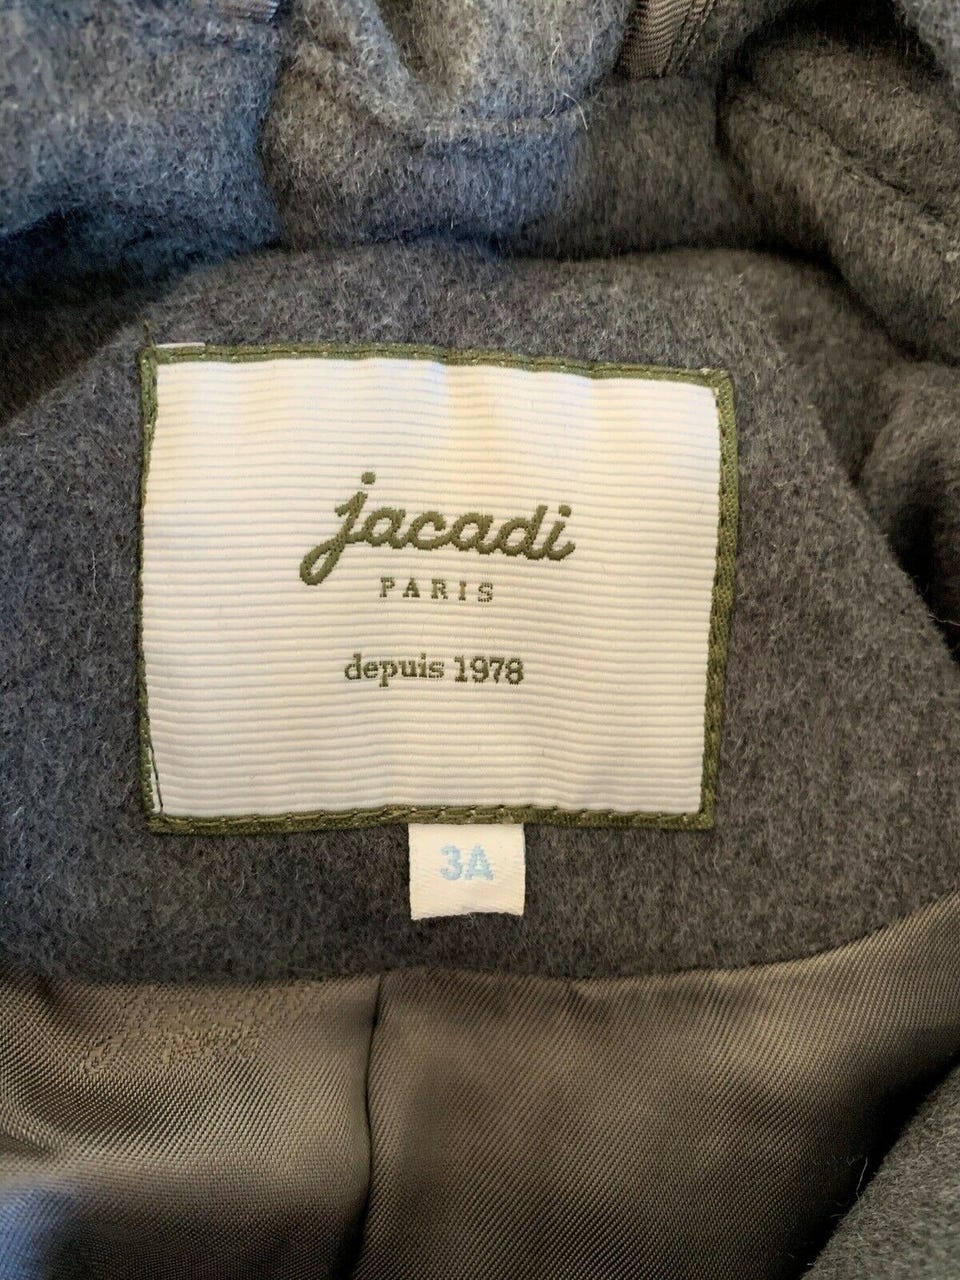 jacadi
PARIS
depuis 1978
3A